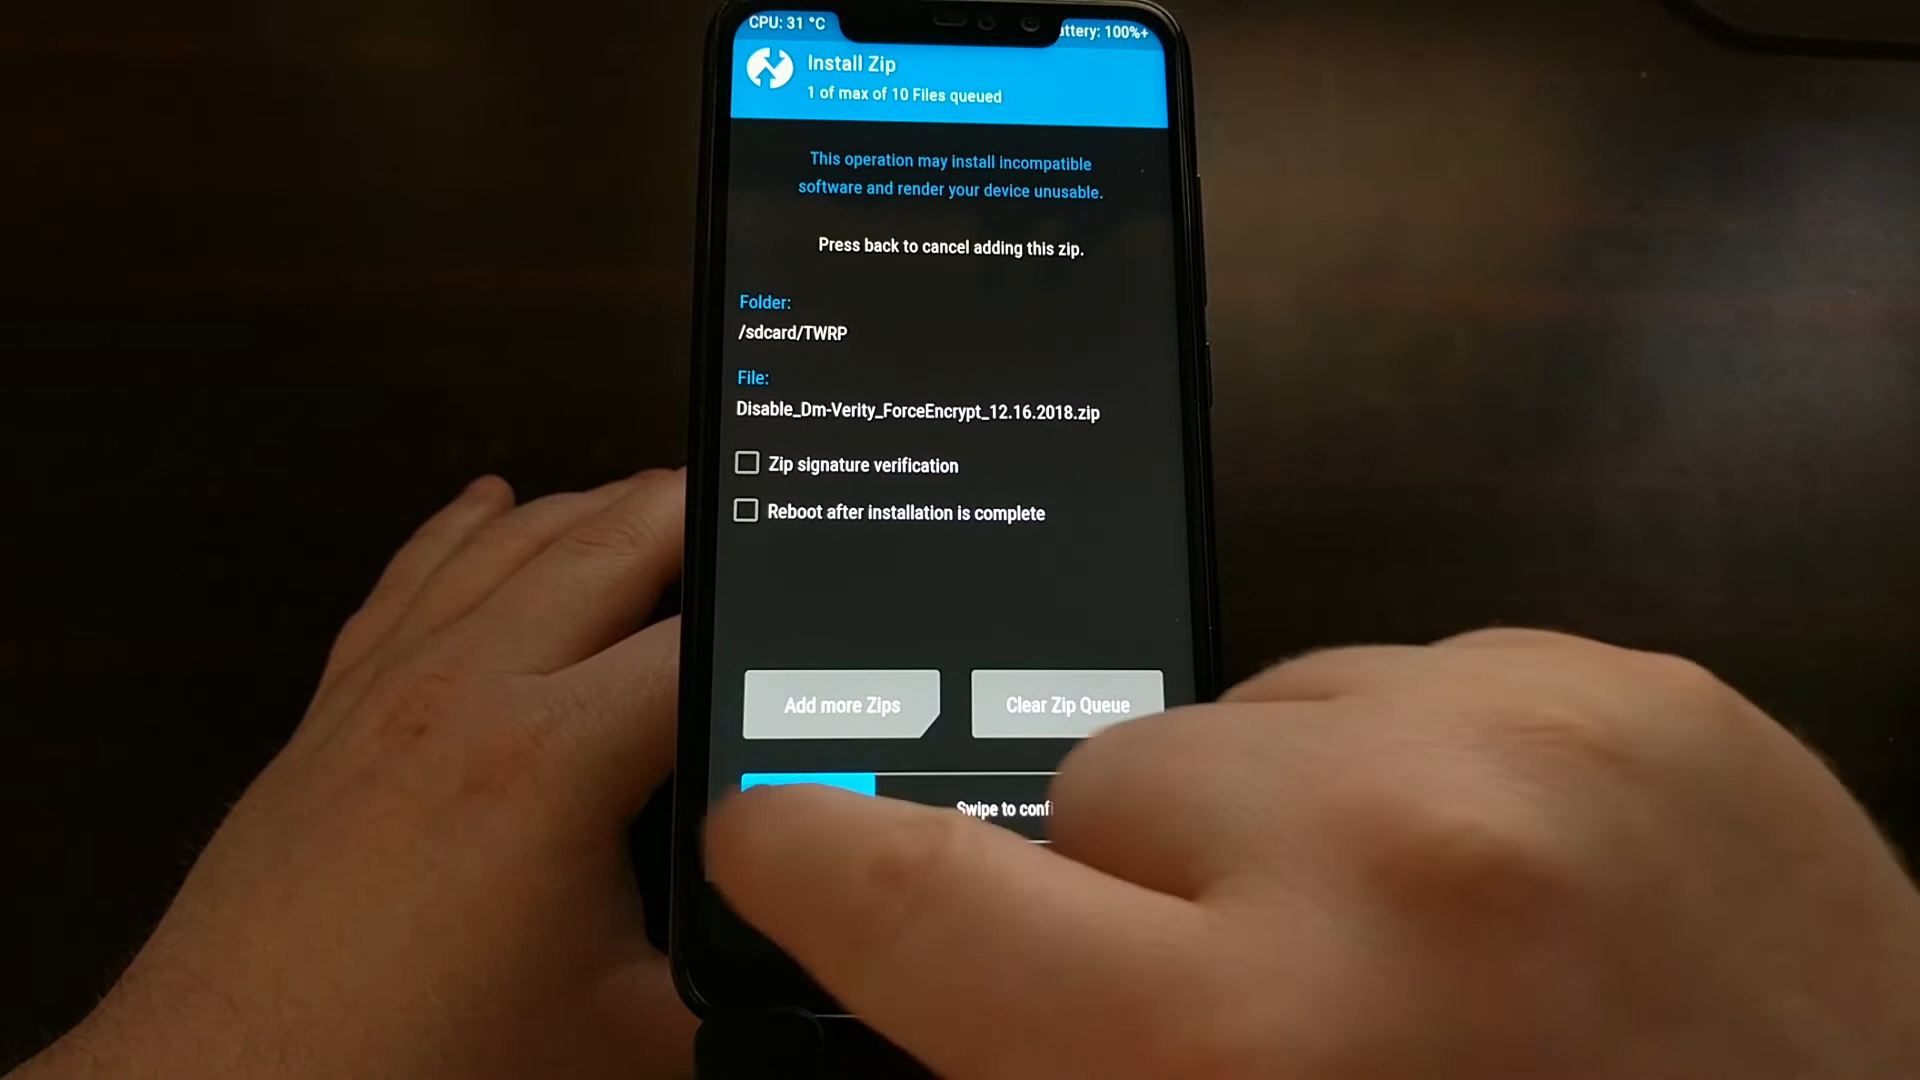 CPU: 31 °C
ttery: 100%+
Install Zip
1 of max of 10 Files queued
This operation may install incompatible
software and render your device unusable.
Press back to cancel adding this zip.
Folder:
/sdcard/TWRP
File:
Disable_Dm-Verity_ForceEncrypt_12.16.2018.zip
Zip signature verification
Reboot after installation is complete
Add more Zips
Clear Zip Queue
Swipe to conf